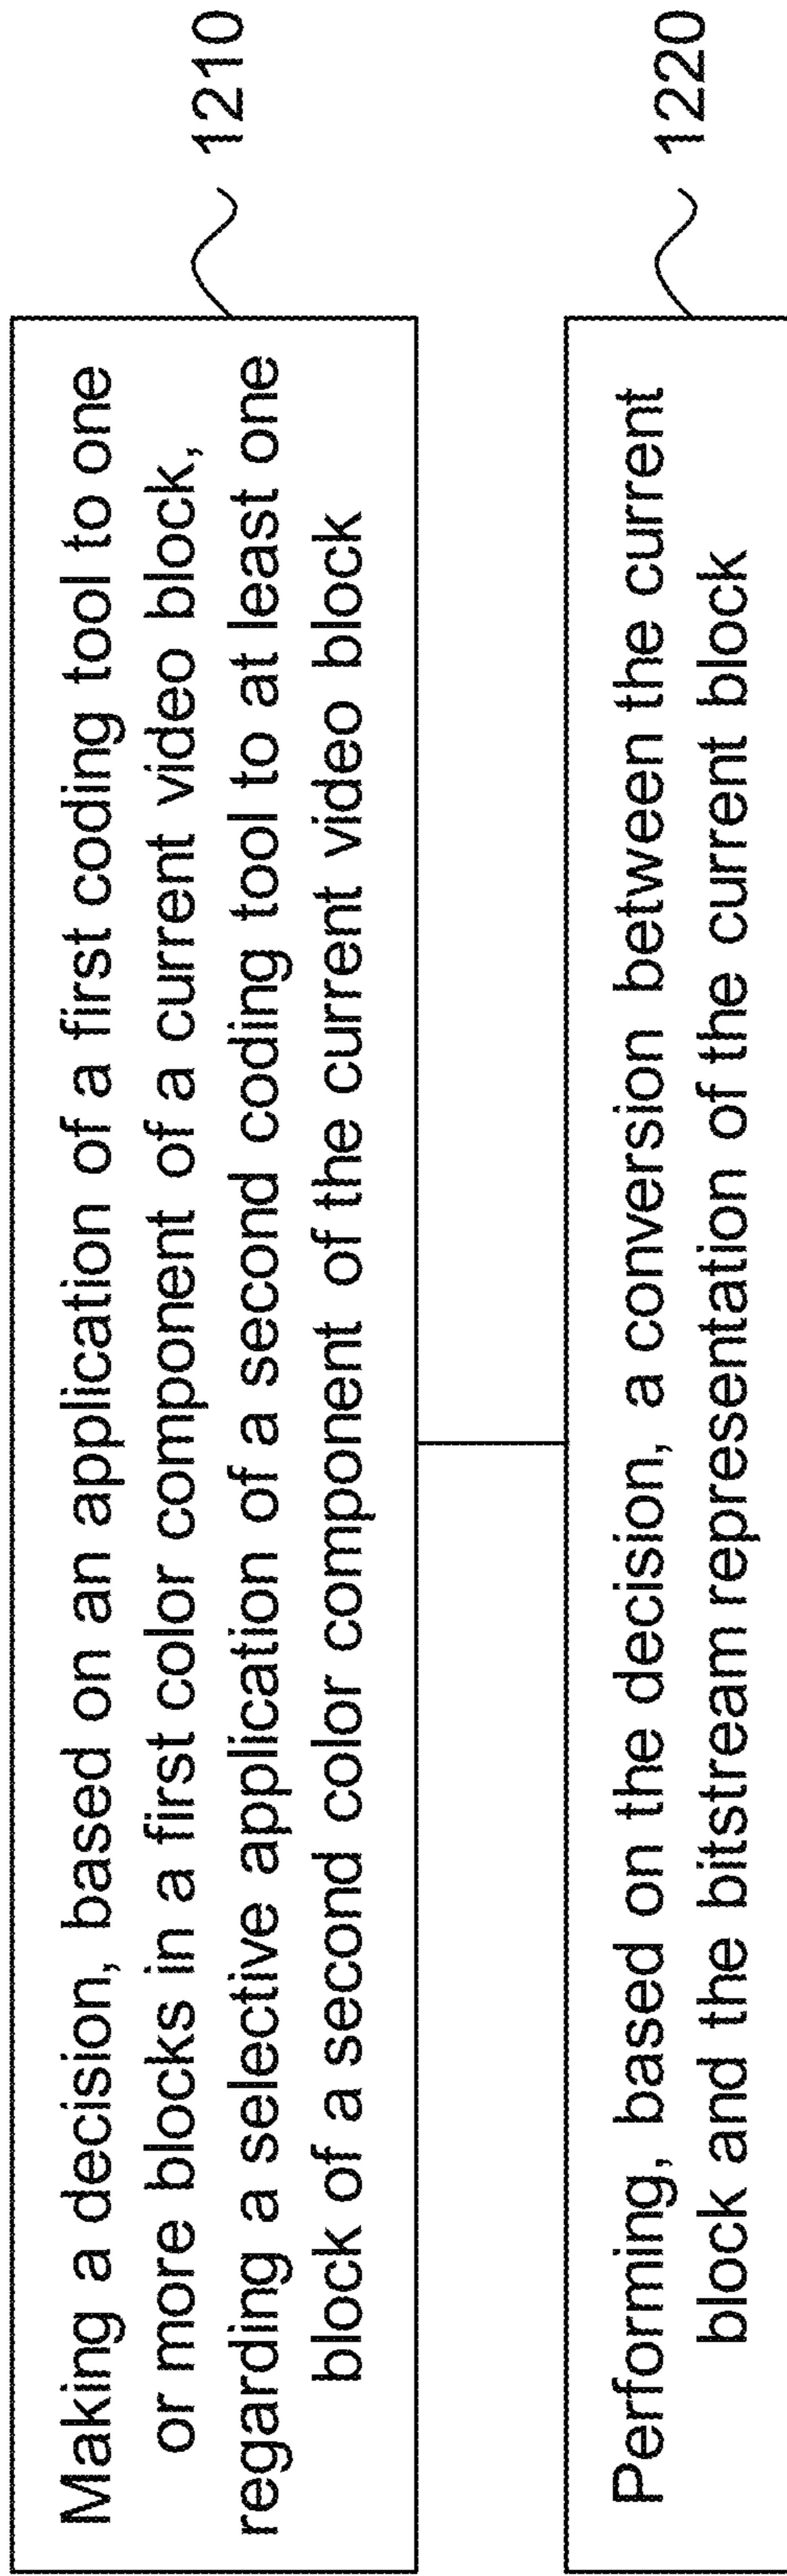 Making a decision, based on an application of a first coding tool to one
or more blocks in a first color component of a current video block,
regarding a selective application of a second coding tool to at least one
block of a second color component of the current video block
1210
Performing, based on the decision, a conversion between the current
block and the bitstream representation of the current block
1220